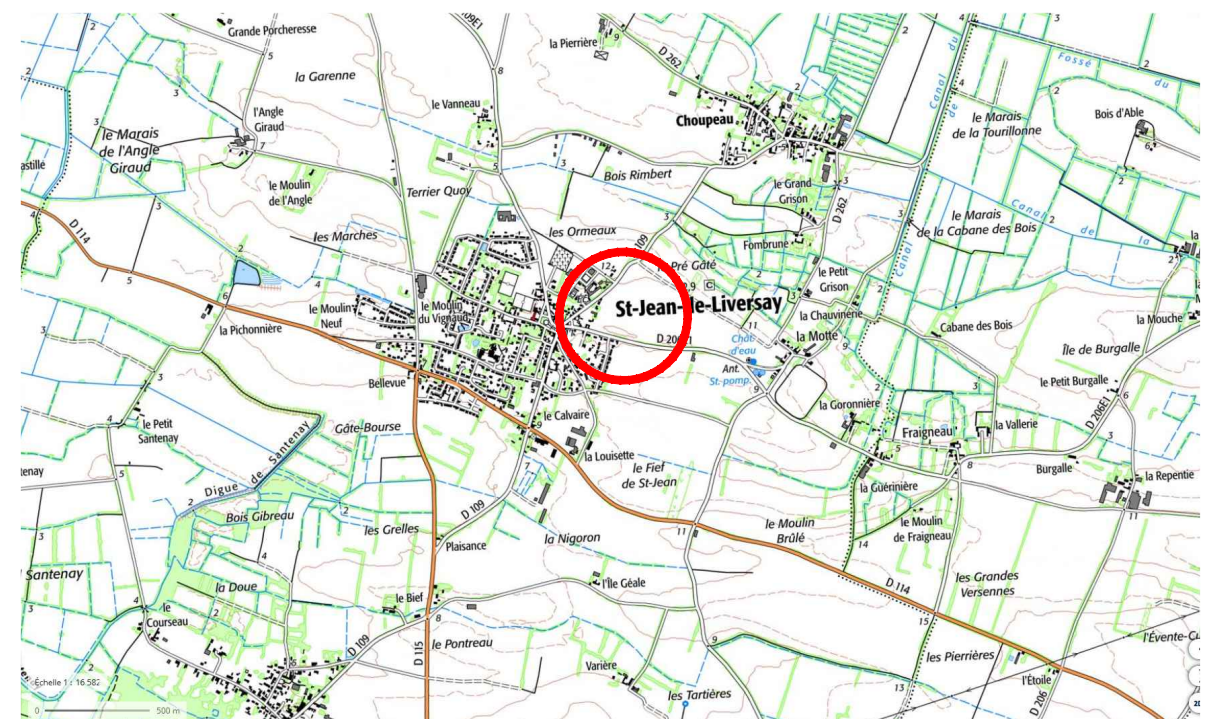 Grande Porcheresse
la Pierrière
D 262
la Garenne
l'Angle
Giraud
le Vanneau
Choupeau
Fossé
du
Canal du
Bois d'Able
le Marais
de la Tourillonne
le Marais
de l'Angle
Giraud
le Moulin
de l'Angle
Terrier Quoy
Bois Rimbert
le Grand
Grison
D 262
Canal
de
la
le Marais
de la Cabane des Bois
D 114
les Marches
les Ormeaux
Fombrune
Pré Gâté
le Petit
Grison
Canal de
St-Jean-de-Liversay
le Moulin
Neuf
le Moulin
du Vignaud
la Pichonnière
la Chauvinerie
la Motte
Cabane des Bois
la Mouche
Chât.
d'eau
Ant.
St. pomp.
Île de Burgalle
Bellevue
le Petit Burgalle
le Petit
Santenay
Gâte-Bourse
le Calvaire
la Louisette
la Goronnière
Fraigneau
la Vallerie
D 206E1
Digue de Santenay
le Fief
de St-Jean
Burgalle
la Repentie
la Guérinière
Bois Gibreau
les Grelles
D 109
Plaisance
la Nigoron
le Moulin
Brûlé
le Moulin
de Fraigneau
Santenay
la Doue
l'Île Géale
D 114
les Grandes
Versennes
le
Courseau
le Bief
D 109
D 115
le Pontreau
l'Évente-Cu
les Pierrières
Varière
les Tartières
l'Étoile
D 206
Échelle 1 : 16 582
0 500 m